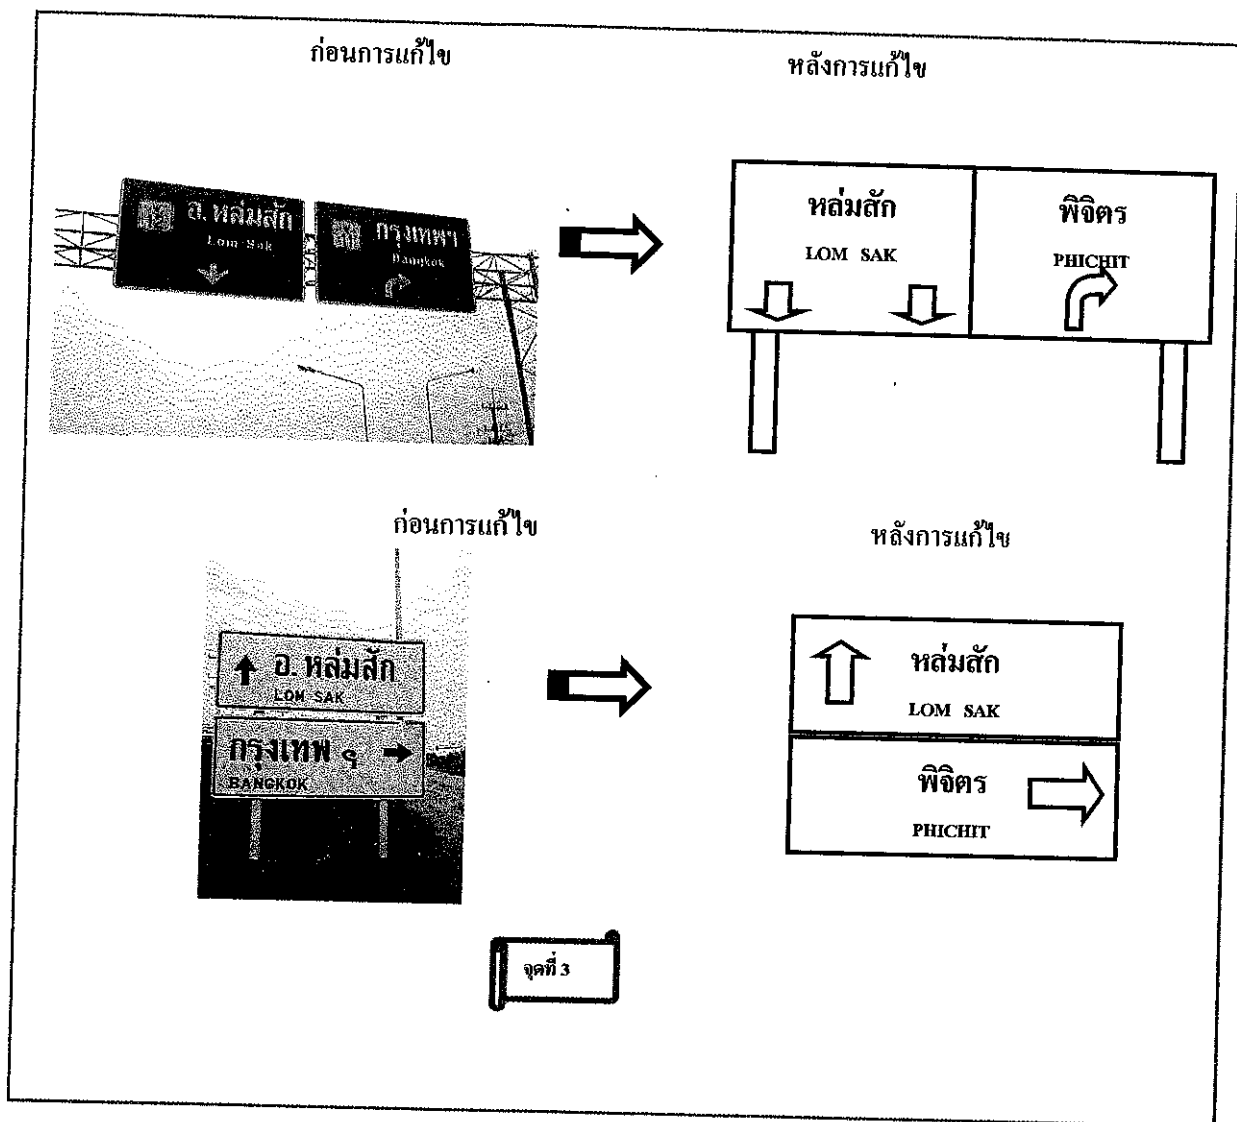 ก่อนการแก้ไข
หลังการแก้ไข
อ. หล่มสัก
Lom Sak
กรุงเทพฯ
Bangkok
หล่มสัก
LOM SAK
พิจิตร
PHICHIT
ก่อนการแก้ไข
หลังการแก้ไข
อ. หล่มสัก
LOM SAK
กรุงเทพ ฯ
BANGKOK
หล่มสัก
LOM SAK
พิจิตร
PHICHIT
จุดที่ 3